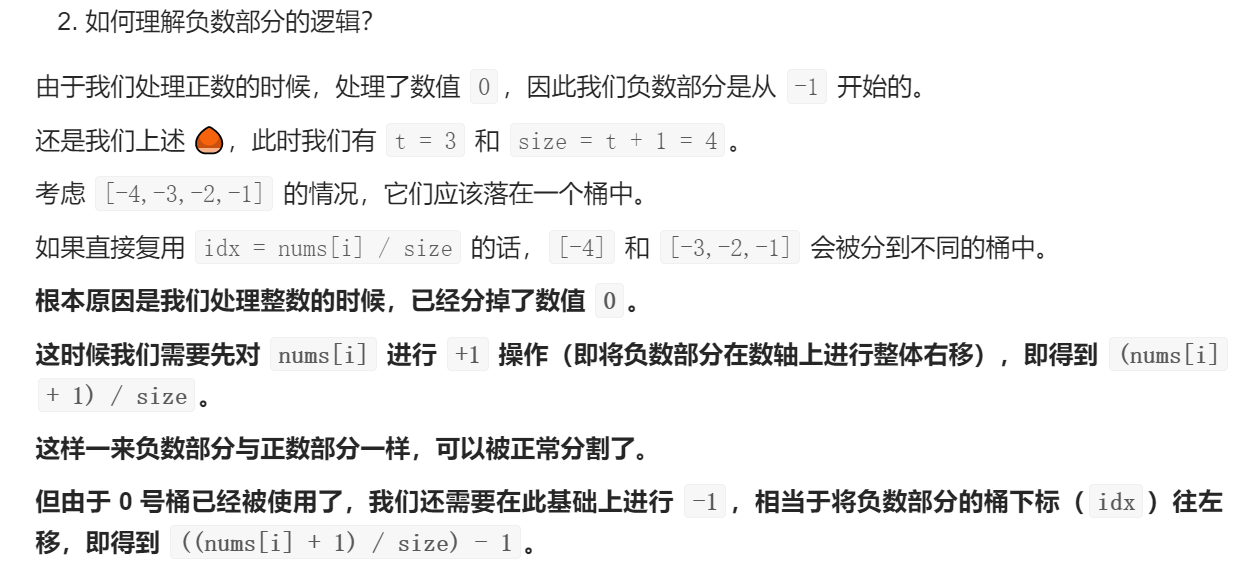 2. 如何理解负数部分的逻辑？
由于我们处理正数的时候，处理了数值 0 ，因此我们负数部分是从 -1 开始的。
还是我们上述 🌰，此时我们有 t = 3 和 size = t + 1 = 4 。
考虑 [-4,-3,-2,-1] 的情况，它们应该落在一个桶中。
如果直接复用 idx = nums[i] / size 的话， [-4] 和 [-3,-2,-1] 会被分到不同的桶中。
根本原因是我们处理整数的时候，已经分掉了数值 0 。
这时候我们需要先对 nums[i] 进行 +1 操作（即将负数部分在数轴上进行整体右移），即得到 (nums[i]
+ 1) / size 。
这样一来负数部分与正数部分一样，可以被正常分割了。
但由于 0 号桶已经被使用了，我们还需要在此基础上进行 -1 ，相当于将负数部分的桶下标（ idx ）往左
移，即得到 ((nums[i] + 1) / size) - 1 。